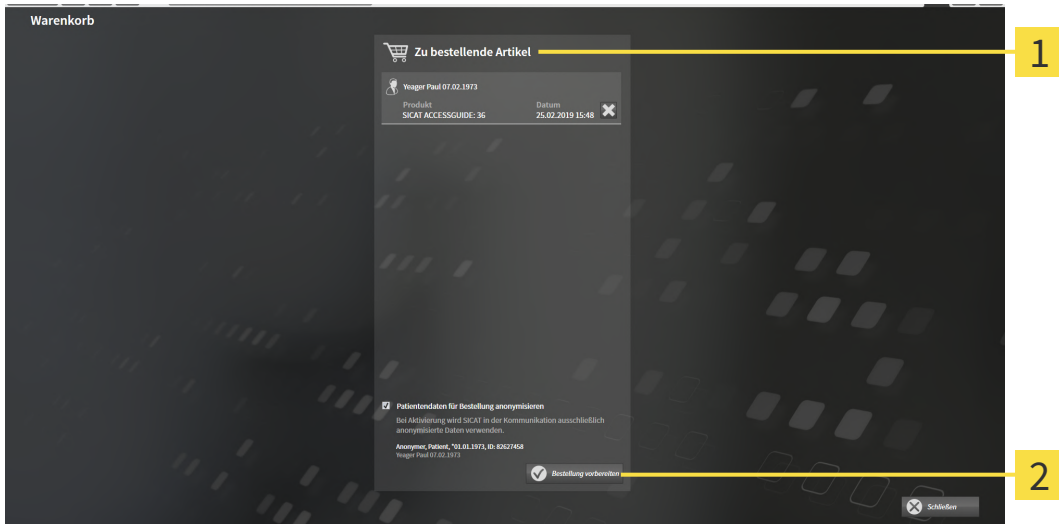 Warenkorb
Zu bestellende Artikel
1
Yeager Paul 07.02.1973
Produkt Datum
SICAT ACCESSGUIDE: 36 25.02.2019 15:48
Patientendaten für Bestellung anonymisieren
Bei Aktivierung wird SICAT in der Kommunikation ausschließlich
anonymisierte Daten verwenden.
Anonymer, Patient, *01.01.1973, ID: 82627458
Yeager Paul 07.02.1973
Bestellung vorbereiten
2
Schließen